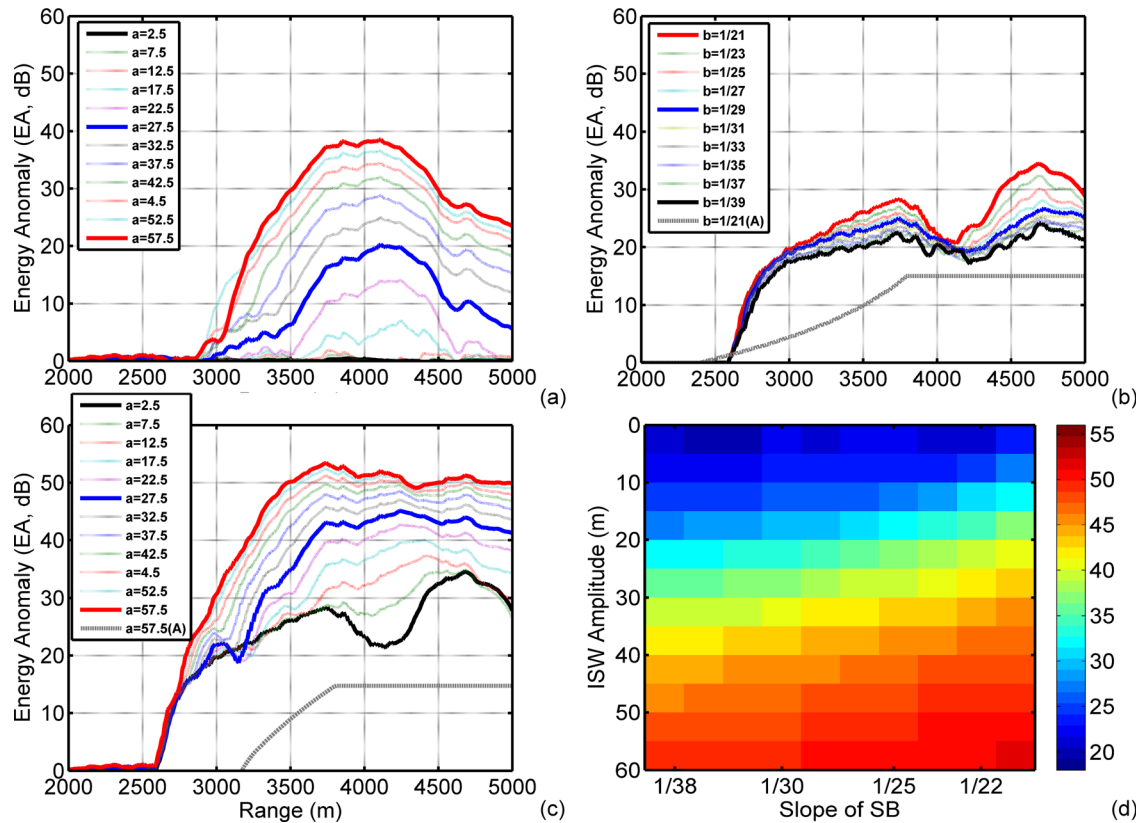 Energy Anomaly (EA, dB)
60
50
40
30
20
10
0
a=2.5
a=7.5
a=12.5
a=17.5
a=22.5
a=27.5
a=32.5
a=37.5
a=42.5
a=4.5
a=52.5
a=57.5
2000 2500 3000 3500 4000 4500 5000
(a)
Energy Anomaly (EA, dB)
60
50
40
30
20
10
0
b=1/21
b=1/23
b=1/25
b=1/27
b=1/29
b=1/31
b=1/33
b=1/35
b=1/37
b=1/39
b=1/21(A)
2000 2500 3000 3500 4000 4500 5000
(b)
Energy Anomaly (EA, dB)
60
50
40
30
20
10
0
a=2.5
a=7.5
a=12.5
a=17.5
a=22.5
a=27.5
a=32.5
a=37.5
a=42.5
a=4.5
a=52.5
a=57.5
a=57.5(A)
2000 2500 3000 3500 4000 4500 5000
Range (m)
(c)
ISW Amplitude (m)
0
10
20
30
40
50
60
1/38 1/30 1/25 1/22
Slope of SB
55
50
45
40
35
30
25
20
(d)